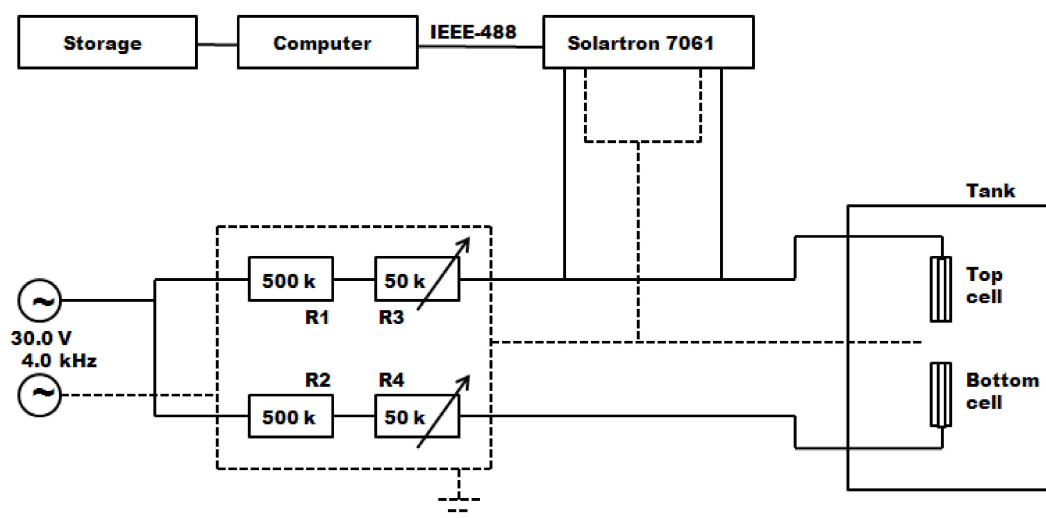 Storage
Computer
IEEE-488
Solartron 7061
Tank
500 k
50 k
Top
cell
R1
R3
~
30.0 V
4.0 kHz
~
R2
R4
500 k
50 k
Bottom
cell